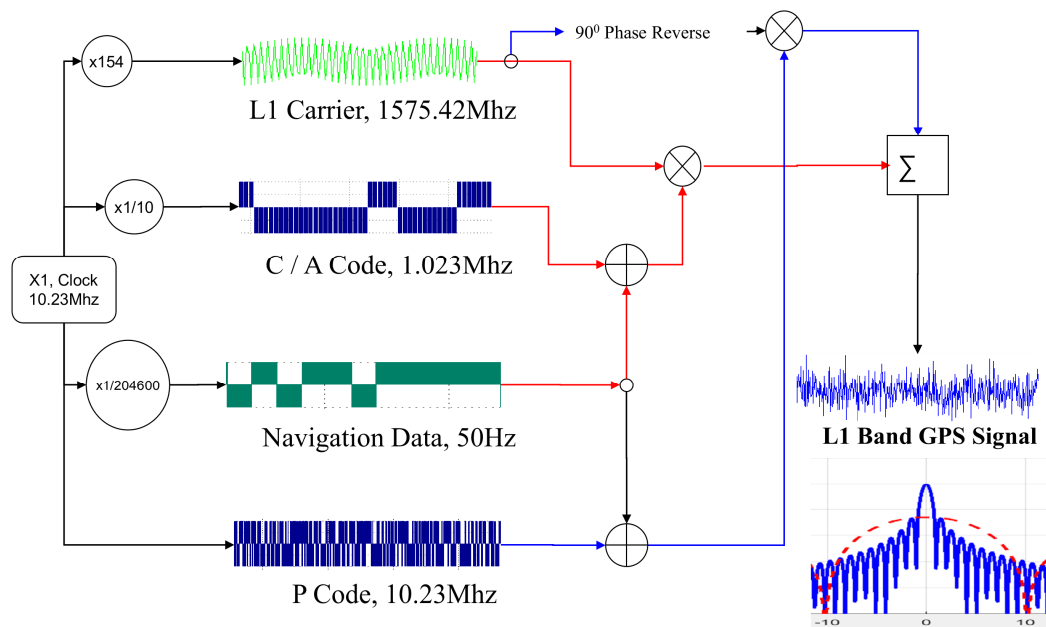 90⁰ Phase Reverse
x154
L1 Carrier, 1575.42Mhz
∑
x1/10
C / A Code, 1.023Mhz
X1, Clock
10.23Mhz
x1/204600
Navigation Data, 50Hz
L1 Band GPS Signal
P Code, 10.23Mhz
-10 0 10